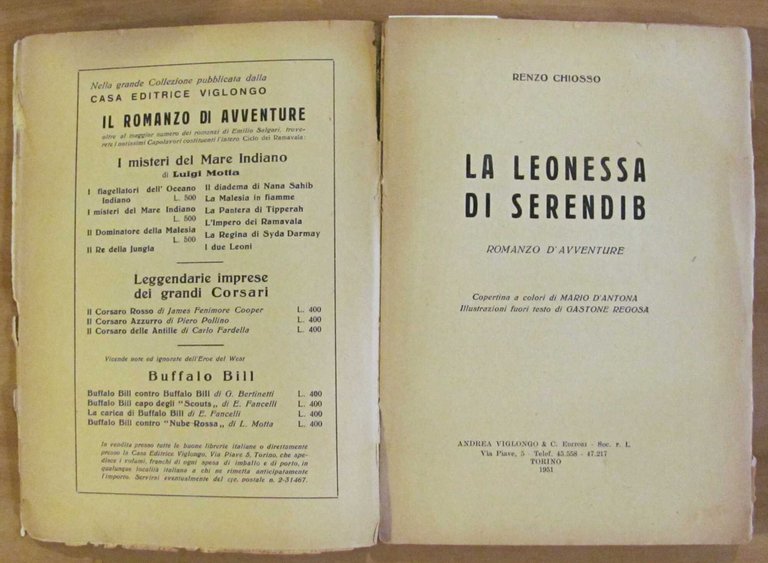 Nella grande Collezione pubblicata dalla
CASA EDITRICE VIGLONGO
IL ROMANZO DI AVVENTURE
oltre al maggior numero dei romanzi di Emilio Salgari, trove-
rete i notissimi Capolavori costituenti l'intero Ciclo dei Ramavala:
I misteri del Mare Indiano
di Luigi Motta
I flagellatori dell' Oceano
Indiano L. 500
I misteri del Mare Indiano
L. 500
Il Dominatore della Malesia
L. 500
Il Re della Jungla
Il diadema di Nana Sahib
La Malesia in fiamme
La Pantera di Tipperah
L'Impero dei Ramavala
La Regina di Syda Darmay
I due Leoni
Leggendarie imprese
dei grandi Corsari
Il Corsaro Rosso di James Fenimore Cooper L. 400
Il Corsaro Azzurro di Piero Pollino L. 400
Il Corsaro delle Antille di Carlo Fardella L. 400
Vicende note ed ignorate dell'Eroe del West
Buffalo Bill
Buffalo Bill contro Buffalo Bill di G. Bertinetti L. 400
Buffalo Bill capo degli "Scouts" di E. Fancelli L. 400
La carica di Buffalo Bill di E. Fancelli L. 400
Buffalo Bill contro "Nube Rossa" di L. Motta L. 400
In vendita presso tutte le buone librerie italiane o direttamente
presso la Casa Editrice Viglongo, Via Piave 5, Torino, che spe-
disce i volumi, franchi di ogni spesa di imballo e di porto, in
qualunque località italiana a chi ne rimetta anticipatamente
l'importo. Servirsi eventualmente del c/c. postale n. 2-31467.
RENZO CHIOSSO
LA LEONESSA
DI SERENDIB
ROMANZO D'AVVENTURE
Copertina a colori di MARIO D'ANTONA
Illustrazioni fuori testo di GASTONE REGOSA
ANDREA VIGLONGO & C. Editori - Soc. r. l.
Via Piave, 5 - Telef. 45.558 - 47.217
TORINO
1951